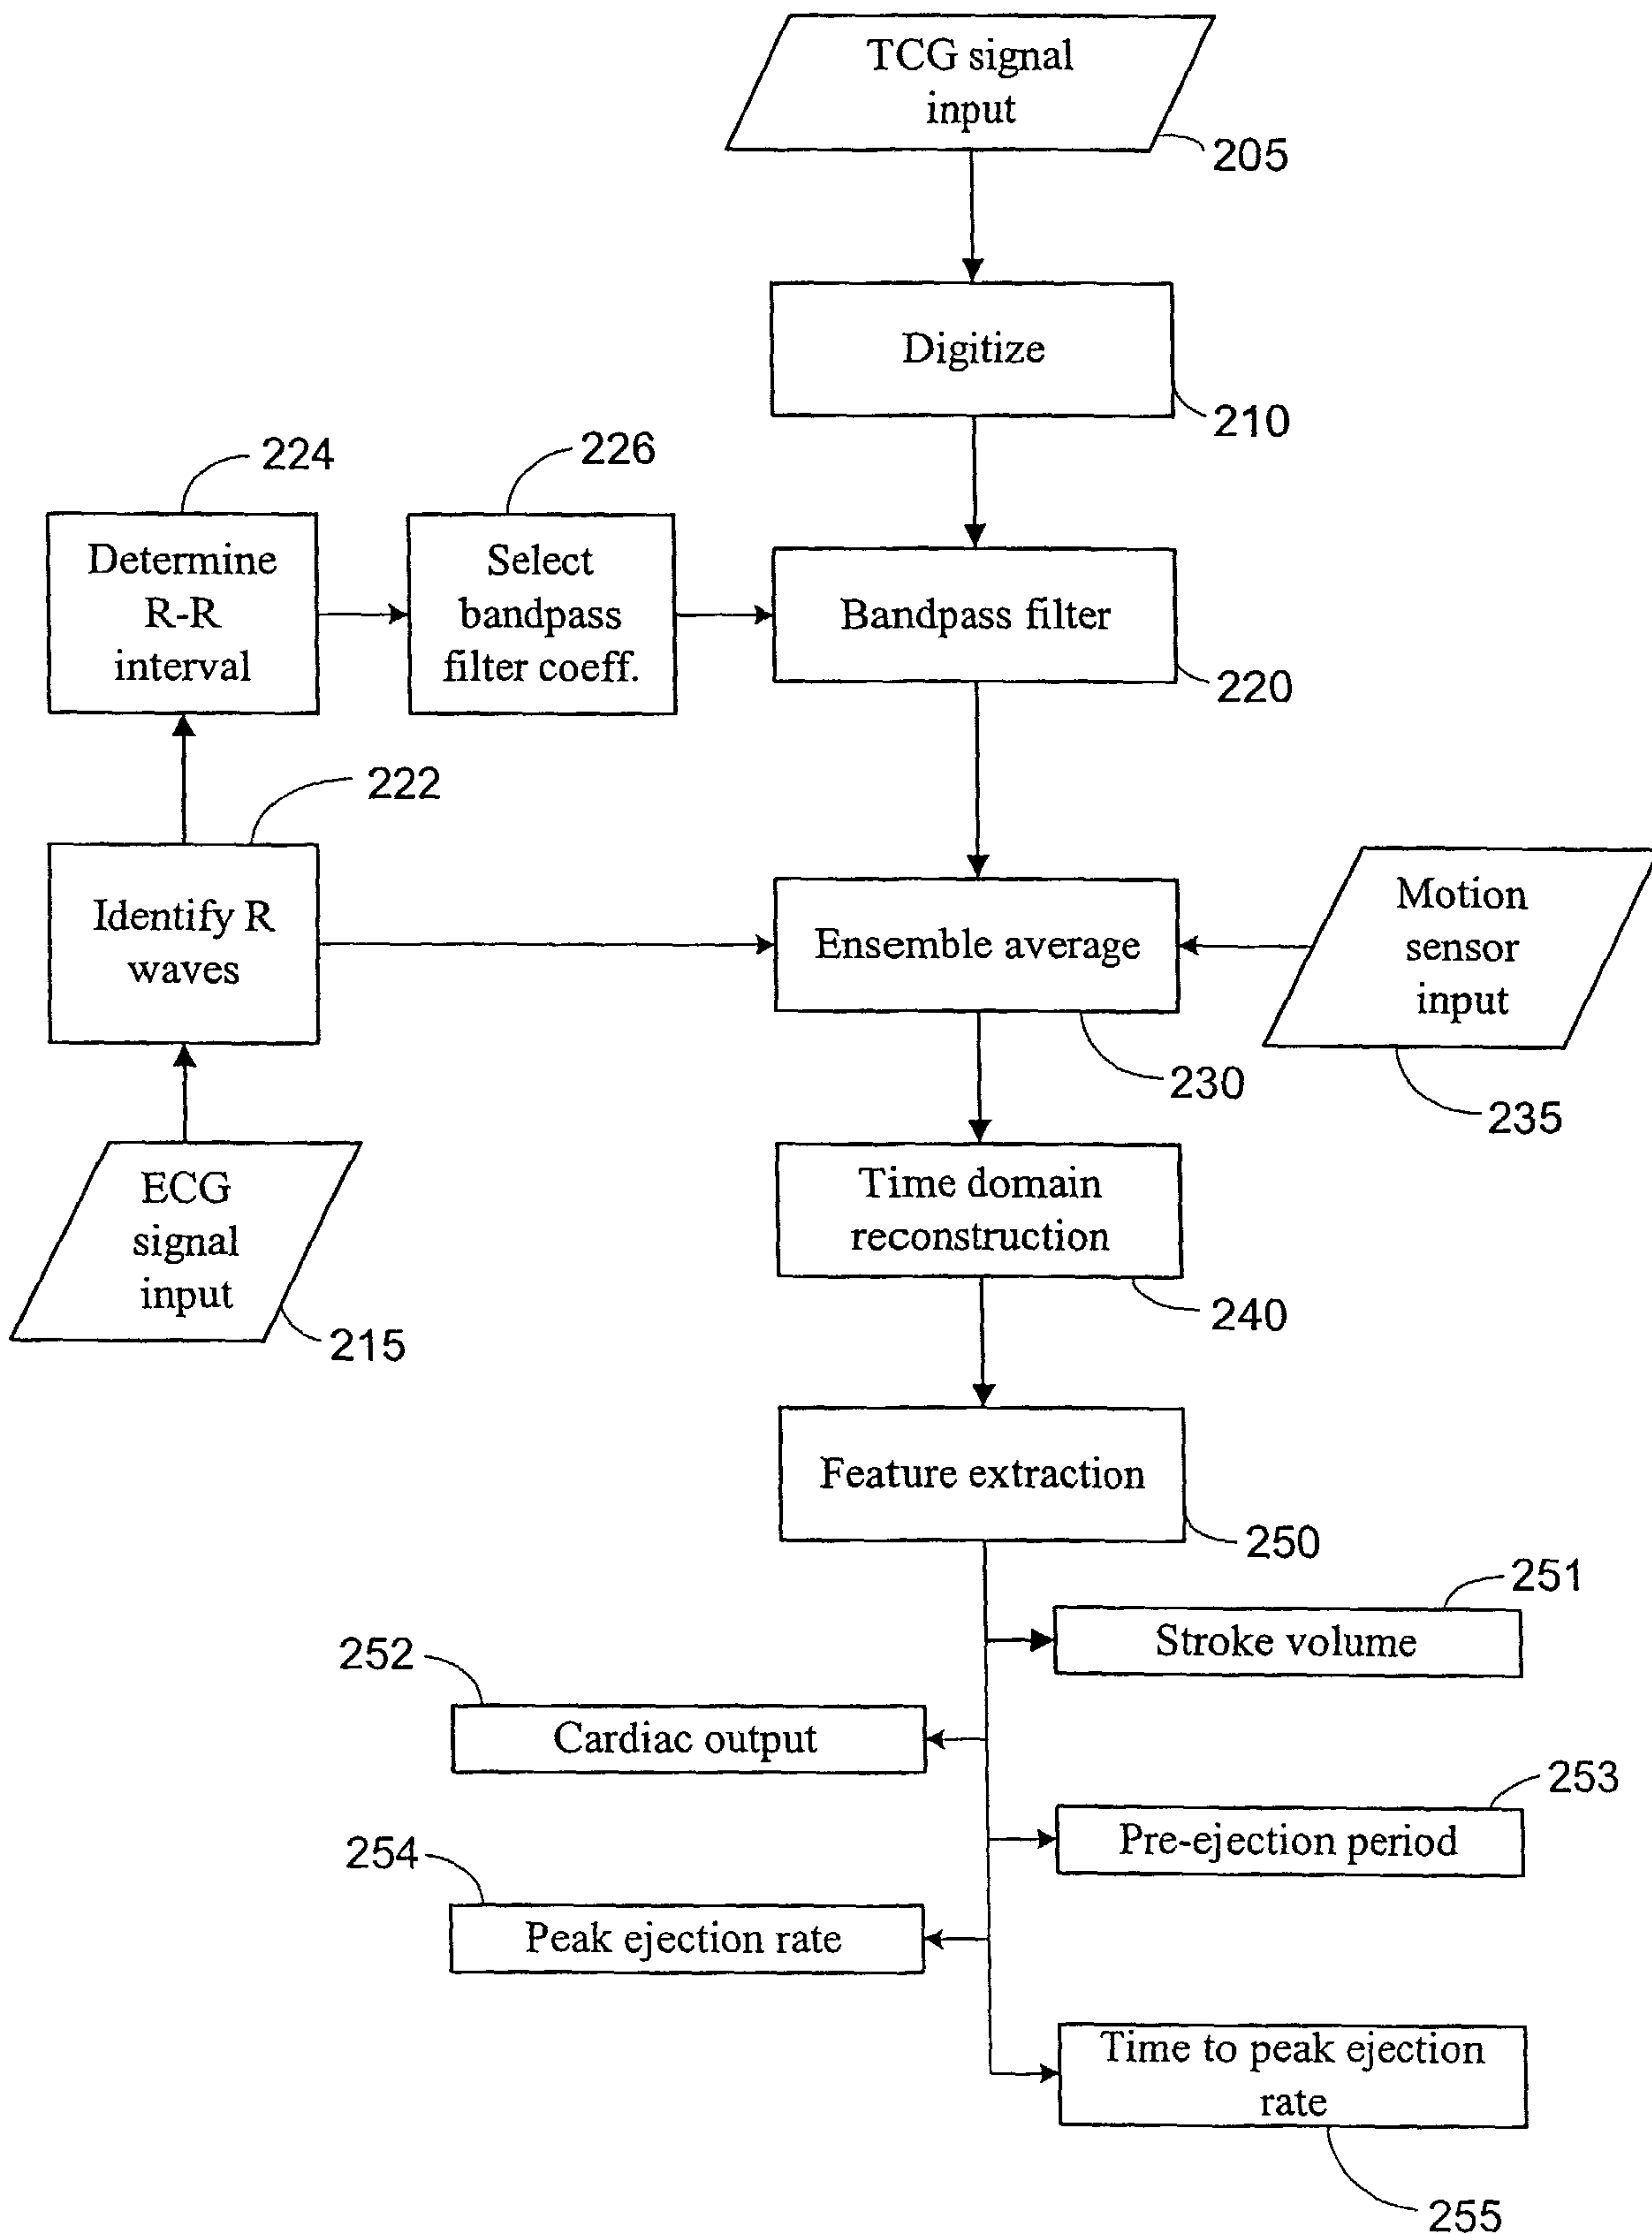 TCG signal
input
205
Digitize
210
224
226
Determine
R-R
interval
Select
bandpass
filter coeff.
Bandpass filter
220
222
Identify R
waves
Ensemble average
230
Motion
sensor
input
235
ECG
signal
input
215
Time domain
reconstruction
240
Feature extraction
250
251
Stroke volume
252
Cardiac output
253
Pre-ejection period
254
Peak ejection rate
Time to peak ejection
rate
255